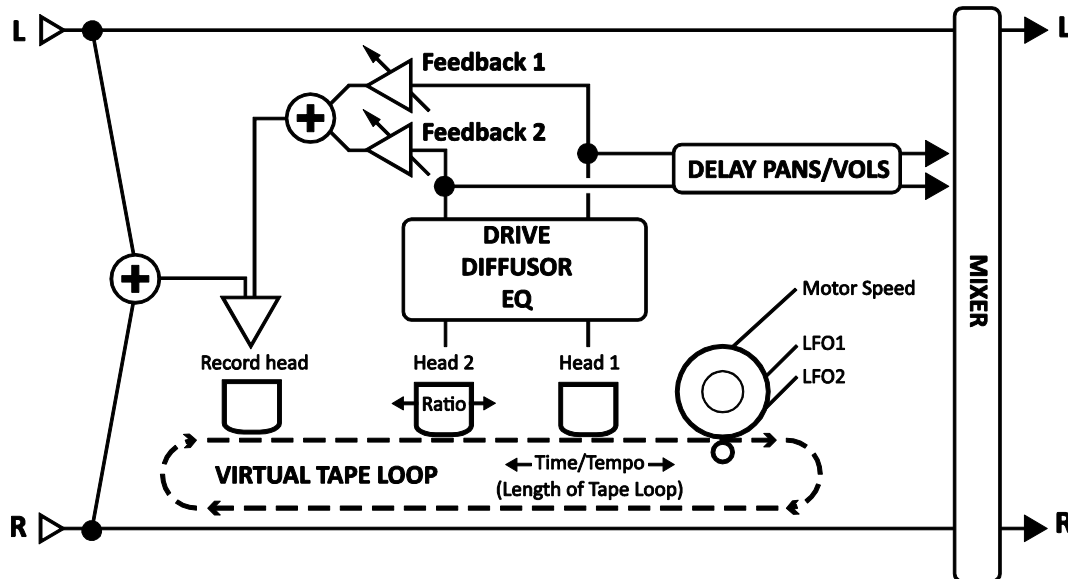 L
L
Feedback 1
Feedback 2
DELAY PANS/VOLS
DRIVE
DIFFUSOR
EQ
MIXER
Motor Speed
LFO1
LFO2
Record head
Head 2
Head 1
Ratio
VIRTUAL TAPE LOOP
Time/Tempo
(Length of Tape Loop)
R
R